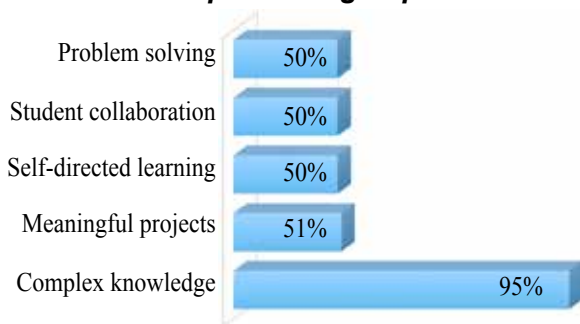 Problem solving 50%
Student collaboration 50%
Self-directed learning 50%
Meaningful projects 51%
Complex knowledge 95%